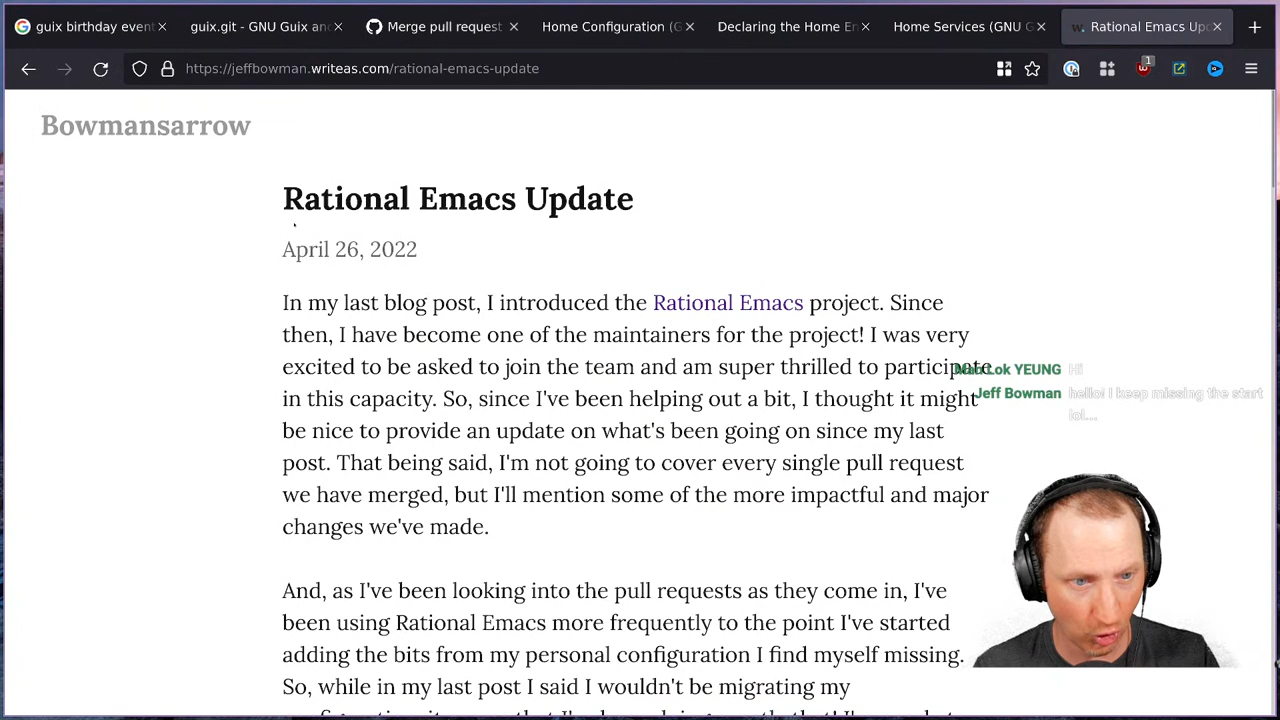 guix birthday event
guix.git - GNU Guix and
Merge pull request
Home Configuration (G
Declaring the Home En
Home Services (GNU G
Rational Emacs Upd
https://jeffbowman.writeas.com/rational-emacs-update
1
Bowmansarrow
Rational Emacs Update
April 26, 2022
In my last blog post, I introduced the Rational Emacs project. Since
then, I have become one of the maintainers for the project! I was very
excited to be asked to join the team and am super thrilled to participate
in this capacity. So, since I've been helping out a bit, I thought it might
be nice to provide an update on what's been going on since my last
post. That being said, I'm not going to cover every single pull request
we have merged, but I'll mention some of the more impactful and major
changes we've made.
And, as I've been looking into the pull requests as they come in, I've
been using Rational Emacs more frequently to the point I've started
adding the bits from my personal configuration I find myself missing.
So, while in my last post I said I wouldn't be migrating my
Lok YEUNG Hi
Jeff Bowman hello! I keep missing the start
lol...